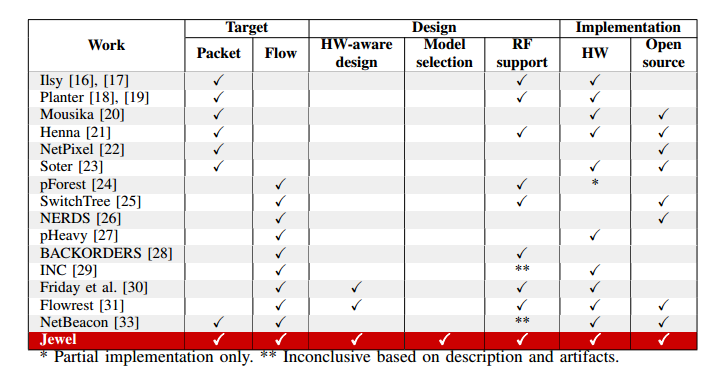 Work Target Design Implementation
Packet Flow HW-aware design Model selection RF support HW Open source
Ilsy [16], [17] ✓ ✓ ✓
Planter [18], [19] ✓ ✓ ✓
Mousika [20] ✓ ✓ ✓
Henna [21] ✓ ✓ ✓ ✓
NetPixel [22] ✓ ✓
Soter [23] ✓ ✓ ✓
pForest [24] ✓ ✓ *
SwitchTree [25] ✓ ✓ ✓
NERDS [26] ✓ ✓
pHeavy [27] ✓ ✓
BACKORDERS [28] ✓ ✓
INC [29] ✓ ** ✓
Friday et al. [30] ✓ ✓ ✓ ✓
Flowrest [31] ✓ ✓ ✓ ✓ ✓
NetBeacon [33] ✓ ✓ ** ✓ ✓
Jewel ✓ ✓ ✓ ✓ ✓ ✓ ✓
* Partial implementation only. ** Inconclusive based on description and artifacts.